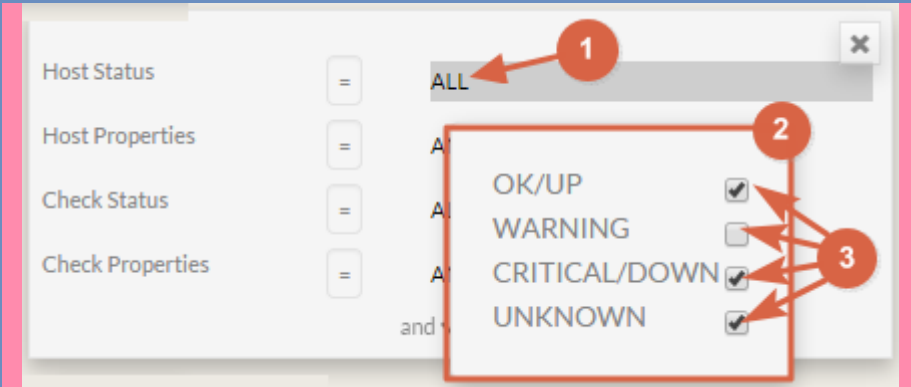 1
Host Status = ALL
2
Host Properties =
OK/UP
Check Status =
WARNING
3
Check Properties =
CRITICAL/DOWN
UNKNOWN
and